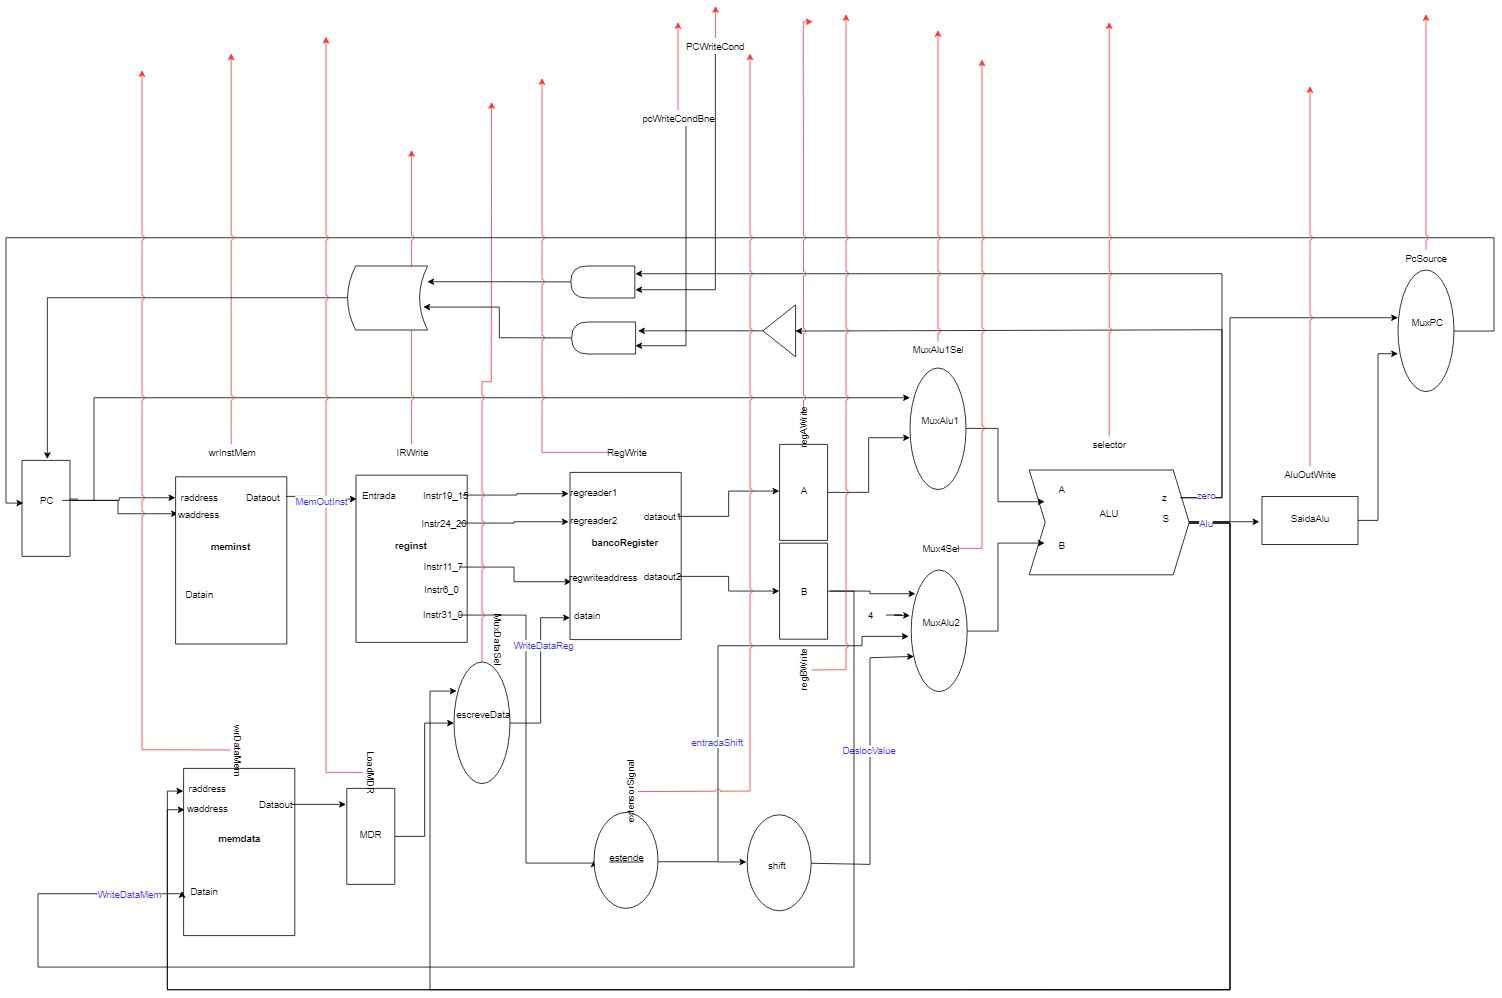 PCWriteCond
pcWriteCondBne
PcSource
MuxPC
MuxAlu1Sel
MuxAlu1
regAWrite
selector
wrInstMem
IRWrite
RegWrite
AluOutWrite
PC
raddress
Dataout
waddress
meminst
Datain
MemOutInst
Entrada
Instr19_15
Instr24_20
reginst
Instr11_7
Instr6_0
Instr31_0
regreader1
regreader2
dataout1
bancoRegister
regwriteaddress
dataout2
datain
A
B
A
z
zero
ALU
S
Alu
B
SaidaAlu
Mux4Sel
4
MuxAlu2
MuxDataSel
WriteDataReg
regBWrite
escreveData
entradaShift
DeslocValue
wrDataMem
LoadMDR
extensorSignal
raddress
Dataout
waddress
memdata
Datain
MDR
estende
shift
WriteDataMem